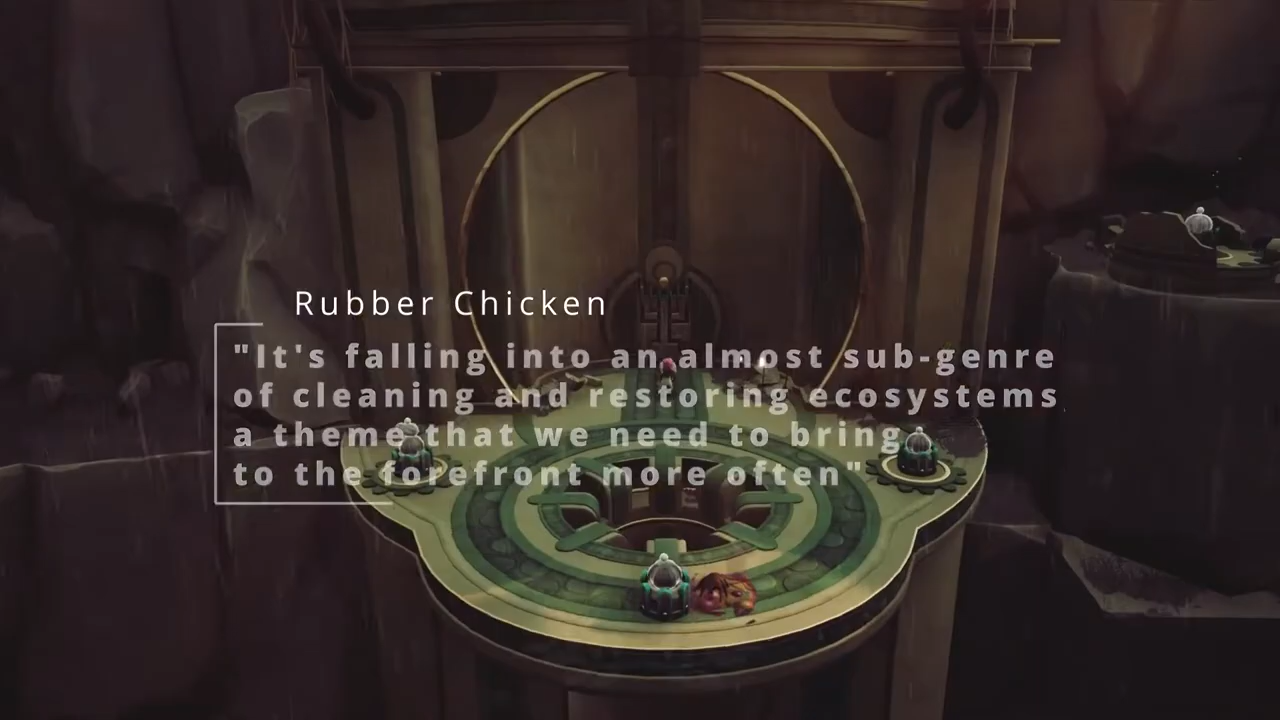 Rubber Chicken
"It's falling into an almost sub-genre
of cleaning and restoring ecosystems
a theme that we need to bring
to the forefront more often"